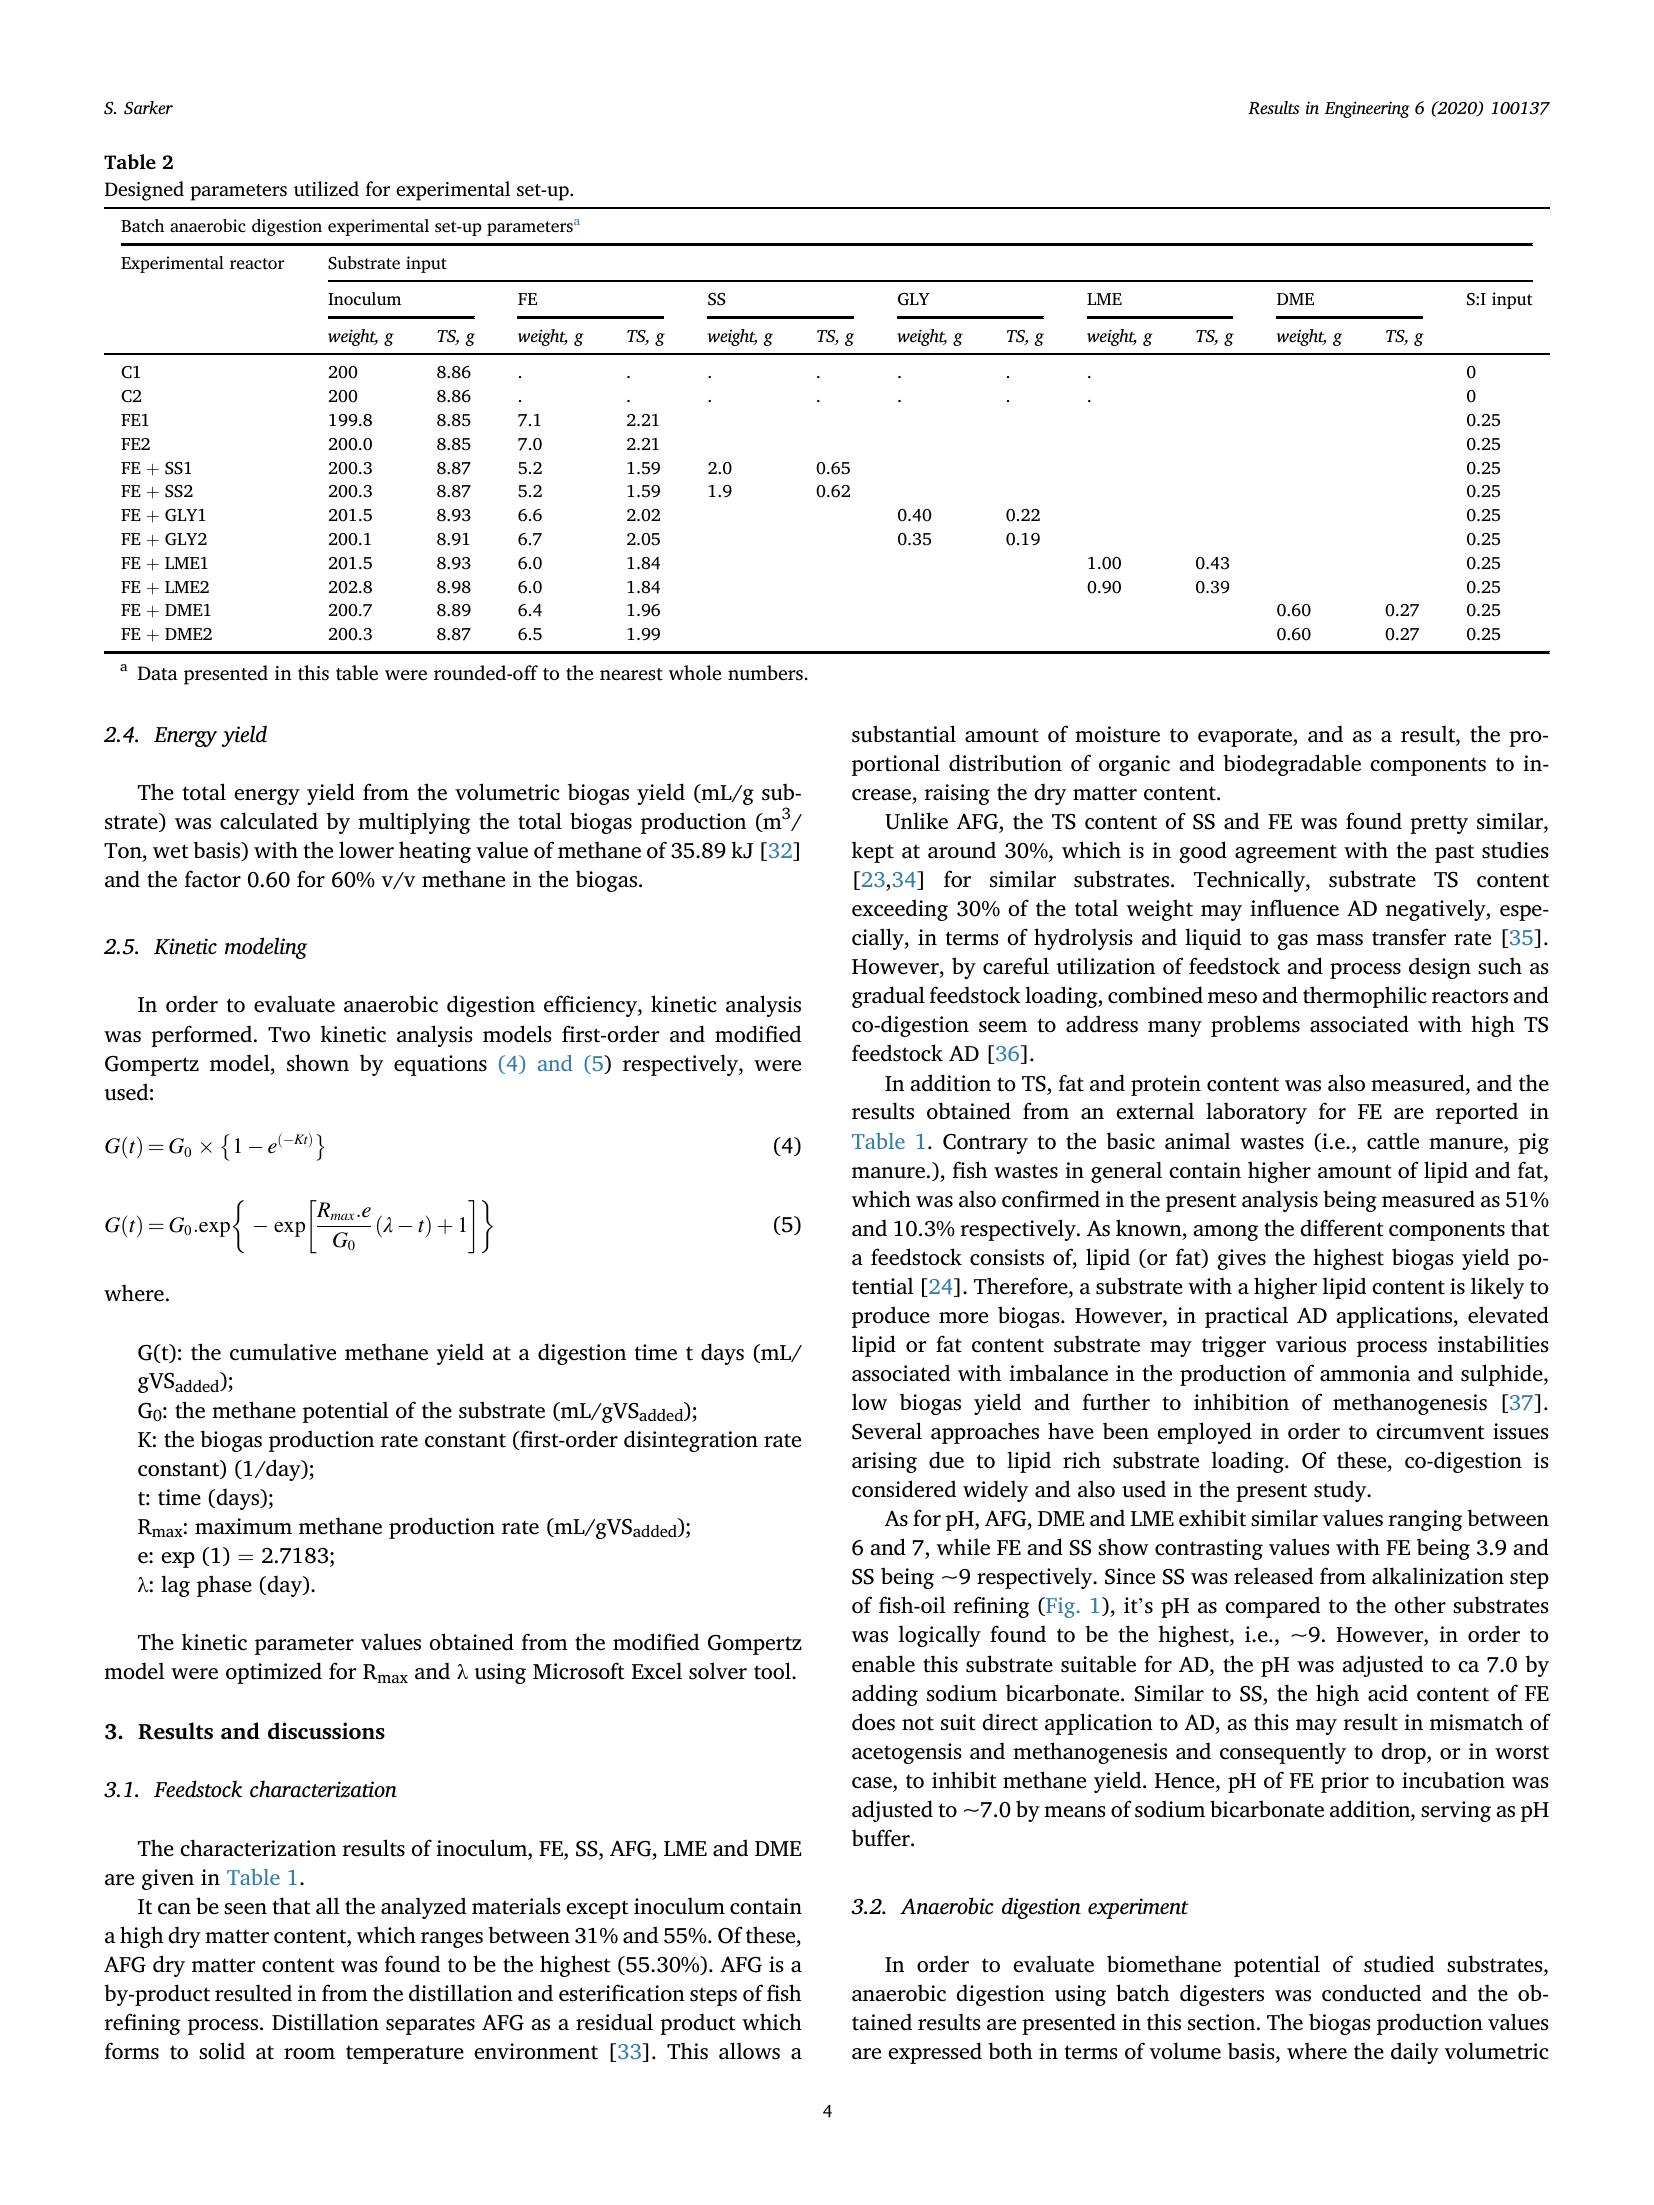 S. Sarker
Results in Engineering 6 (2020) 100137
Table 2
Designed parameters utilized for experimental set-up.
Batch anaerobic digestion experimental set-up parametersa
Experimental reactor Substrate input
Inoculum FE SS GLY LME DME S:I input
weight, g TS, g weight, g TS, g weight, g TS, g weight, g TS, g weight, g TS, g weight, g TS, g
C1 200 8.86 . . . . . . . 0
C2 200 8.86 . . . . . . . 0
FE1 199.8 8.85 7.1 2.21 0.25
FE2 200.0 8.85 7.0 2.21 0.25
FE + SS1 200.3 8.87 5.2 1.59 2.0 0.65 0.25
FE + SS2 200.3 8.87 5.2 1.59 1.9 0.62 0.25
FE + GLY1 201.5 8.93 6.6 2.02 0.40 0.22 0.25
FE + GLY2 200.1 8.91 6.7 2.05 0.35 0.19 0.25
FE + LME1 201.5 8.93 6.0 1.84 1.00 0.43 0.25
FE + LME2 202.8 8.98 6.0 1.84 0.90 0.39 0.25
FE + DME1 200.7 8.89 6.4 1.96 0.60 0.27 0.25
FE + DME2 200.3 8.87 6.5 1.99 0.60 0.27 0.25
a Data presented in this table were rounded-off to the nearest whole numbers.
2.4. Energy yield
The total energy yield from the volumetric biogas yield (mL/g sub-
strate) was calculated by multiplying the total biogas production (m3/
Ton, wet basis) with the lower heating value of methane of 35.89 kJ [32]
and the factor 0.60 for 60% v/v methane in the biogas.
2.5. Kinetic modeling
In order to evaluate anaerobic digestion efficiency, kinetic analysis
was performed. Two kinetic analysis models first-order and modified
Gompertz model, shown by equations (4) and (5) respectively, were
used:
G(t) = G0 × {1 − e(−Kt)} (4)
G(t) = G0.exp{ − exp[Rmax.e/G0 (λ − t) + 1]} (5)
where.
G(t): the cumulative methane yield at a digestion time t days (mL/
gVSadded);
G0: the methane potential of the substrate (mL/gVSadded);
K: the biogas production rate constant (first-order disintegration rate
constant) (1/day);
t: time (days);
Rmax: maximum methane production rate (mL/gVSadded);
e: exp (1) = 2.7183;
λ: lag phase (day).
The kinetic parameter values obtained from the modified Gompertz
model were optimized for Rmax and λ using Microsoft Excel solver tool.
3. Results and discussions
3.1. Feedstock characterization
The characterization results of inoculum, FE, SS, AFG, LME and DME
are given in Table 1.
It can be seen that all the analyzed materials except inoculum contain
a high dry matter content, which ranges between 31% and 55%. Of these,
AFG dry matter content was found to be the highest (55.30%). AFG is a
by-product resulted in from the distillation and esterification steps of fish
refining process. Distillation separates AFG as a residual product which
forms to solid at room temperature environment [33]. This allows a
substantial amount of moisture to evaporate, and as a result, the pro-
portional distribution of organic and biodegradable components to in-
crease, raising the dry matter content.
Unlike AFG, the TS content of SS and FE was found pretty similar,
kept at around 30%, which is in good agreement with the past studies
[23,34] for similar substrates. Technically, substrate TS content
exceeding 30% of the total weight may influence AD negatively, espe-
cially, in terms of hydrolysis and liquid to gas mass transfer rate [35].
However, by careful utilization of feedstock and process design such as
gradual feedstock loading, combined meso and thermophilic reactors and
co-digestion seem to address many problems associated with high TS
feedstock AD [36].
In addition to TS, fat and protein content was also measured, and the
results obtained from an external laboratory for FE are reported in
Table 1. Contrary to the basic animal wastes (i.e., cattle manure, pig
manure.), fish wastes in general contain higher amount of lipid and fat,
which was also confirmed in the present analysis being measured as 51%
and 10.3% respectively. As known, among the different components that
a feedstock consists of, lipid (or fat) gives the highest biogas yield po-
tential [24]. Therefore, a substrate with a higher lipid content is likely to
produce more biogas. However, in practical AD applications, elevated
lipid or fat content substrate may trigger various process instabilities
associated with imbalance in the production of ammonia and sulphide,
low biogas yield and further to inhibition of methanogenesis [37].
Several approaches have been employed in order to circumvent issues
arising due to lipid rich substrate loading. Of these, co-digestion is
considered widely and also used in the present study.
As for pH, AFG, DME and LME exhibit similar values ranging between
6 and 7, while FE and SS show contrasting values with FE being 3.9 and
SS being ~9 respectively. Since SS was released from alkalinization step
of fish-oil refining (Fig. 1), it's pH as compared to the other substrates
was logically found to be the highest, i.e., ~9. However, in order to
enable this substrate suitable for AD, the pH was adjusted to ca 7.0 by
adding sodium bicarbonate. Similar to SS, the high acid content of FE
does not suit direct application to AD, as this may result in mismatch of
acetogensis and methanogenesis and consequently to drop, or in worst
case, to inhibit methane yield. Hence, pH of FE prior to incubation was
adjusted to ~7.0 by means of sodium bicarbonate addition, serving as pH
buffer.
3.2. Anaerobic digestion experiment
In order to evaluate biomethane potential of studied substrates,
anaerobic digestion using batch digesters was conducted and the ob-
tained results are presented in this section. The biogas production values
are expressed both in terms of volume basis, where the daily volumetric
4